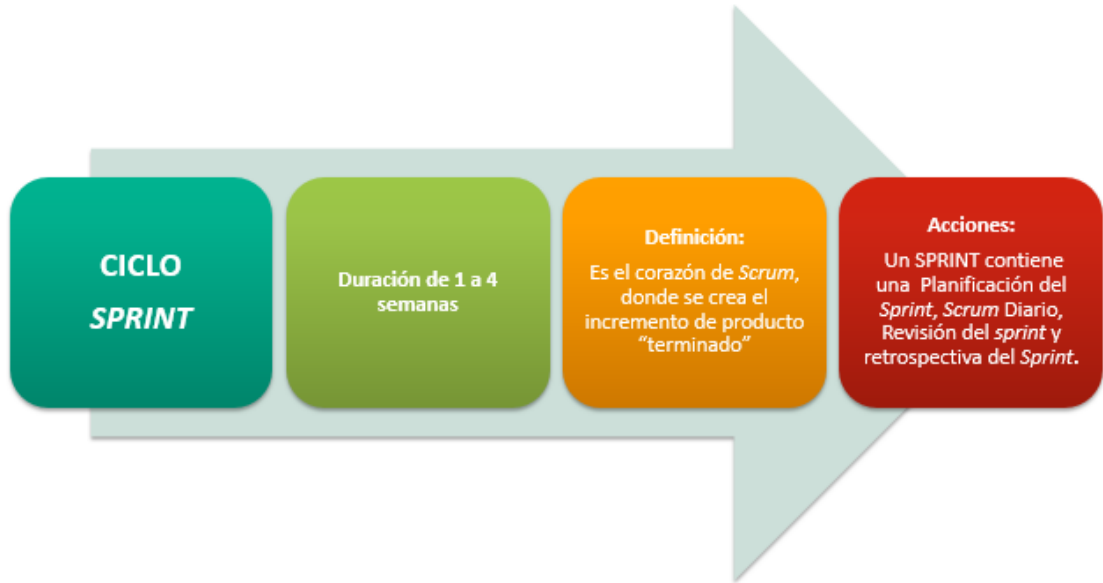 CICLO
SPRINT
Duración de 1 a 4
semanas
Definición:
Es el corazón de Scrum,
donde se crea el
incremento de producto
“terminado”
Acciones:
Un SPRINT contiene
una Planificación del
Sprint, Scrum Diario,
Revisión del sprint y
retrospectiva del Sprint.